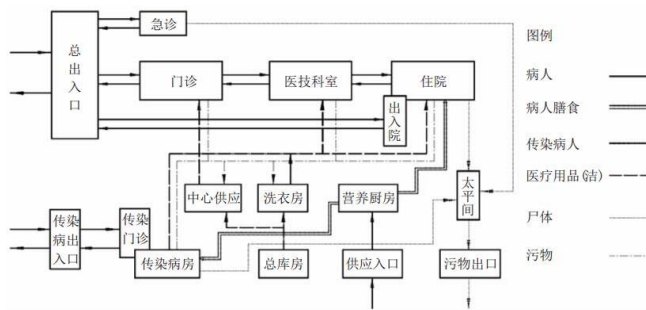 急诊
图例
总出入口
门诊
医技科室
住院
病人
出入院
病人膳食
传染病人
医疗用品(洁)
中心供应
洗衣房
营养厨房
太平间
尸体
传染病出入口
传染门诊
传染病房
总库房
供应入口
污物出口
污物